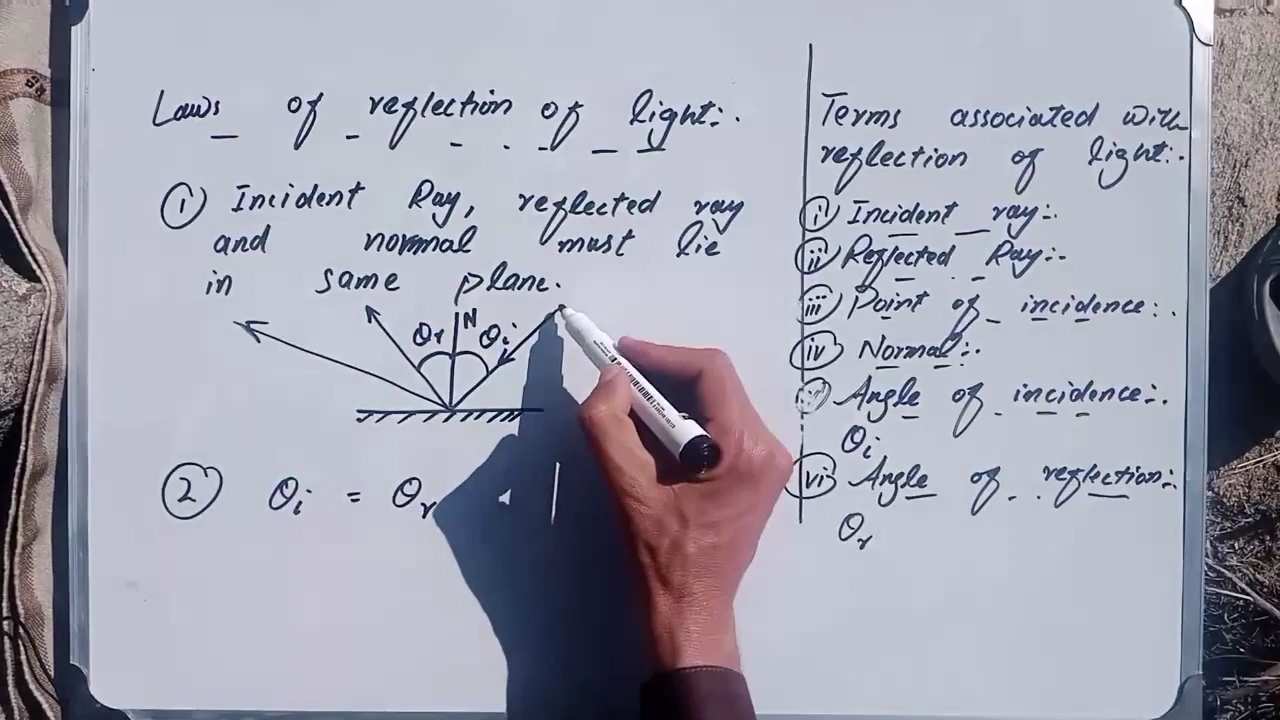 Laws of reflection of light:.
① Incident Ray, reflected ray
and normal must lie
in same plane.
θr N θi
② θi = θr
Terms associated with
reflection of light:.
ⓘ Incident ray:.
ⓘⓘ Reflected Ray:.
ⓘⓘⓘ Point of incidence:.
ⓘⓥ Normal:.
ⓥ Angle of incidence:.
θi
ⓥⓘ Angle of reflection:.
θr